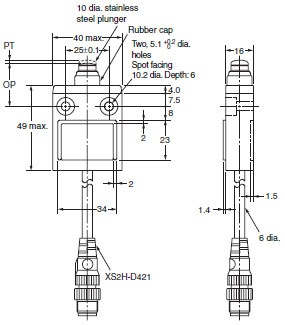 10 dia. stainless
steel plunger
Rubber cap
40 max.
PT
25±0.1
Two, 5.1 +0.2 0 dia.
holes
Spot facing
10.2 dia. Depth: 6
16
OP
4.0
7.5
8
49 max.
2
23
2
34
1.5
1.4
6 dia.
XS2H-D421